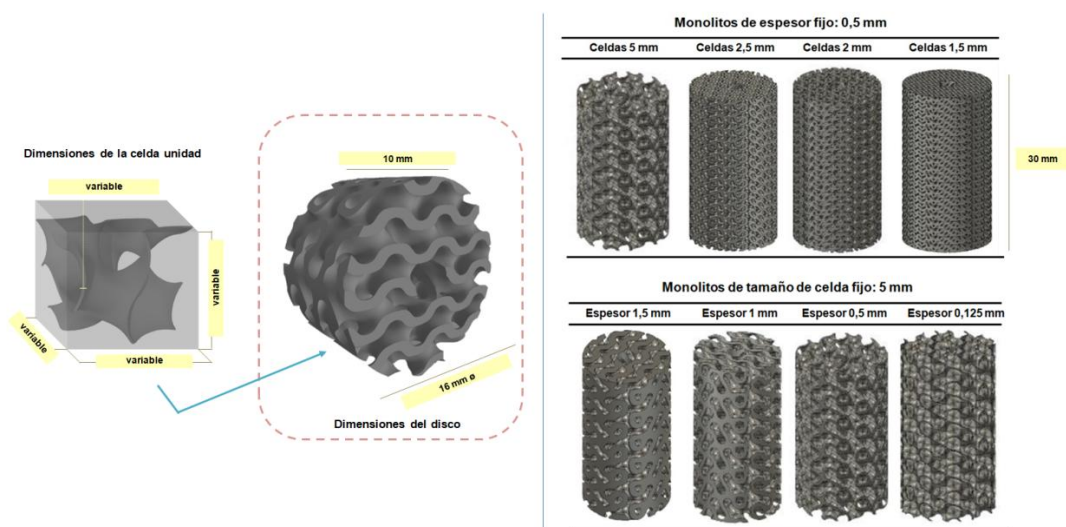 Dimensiones de la celda unidad
variable
variable
variable
variable
10 mm
16 mm ø
Dimensiones del disco
Monolitos de espesor fijo: 0,5 mm
Celdas 5 mm Celdas 2,5 mm Celdas 2 mm Celdas 1,5 mm
30 mm
Monolitos de tamaño de celda fijo: 5 mm
Espesor 1,5 mm Espesor 1 mm Espesor 0,5 mm Espesor 0,125 mm